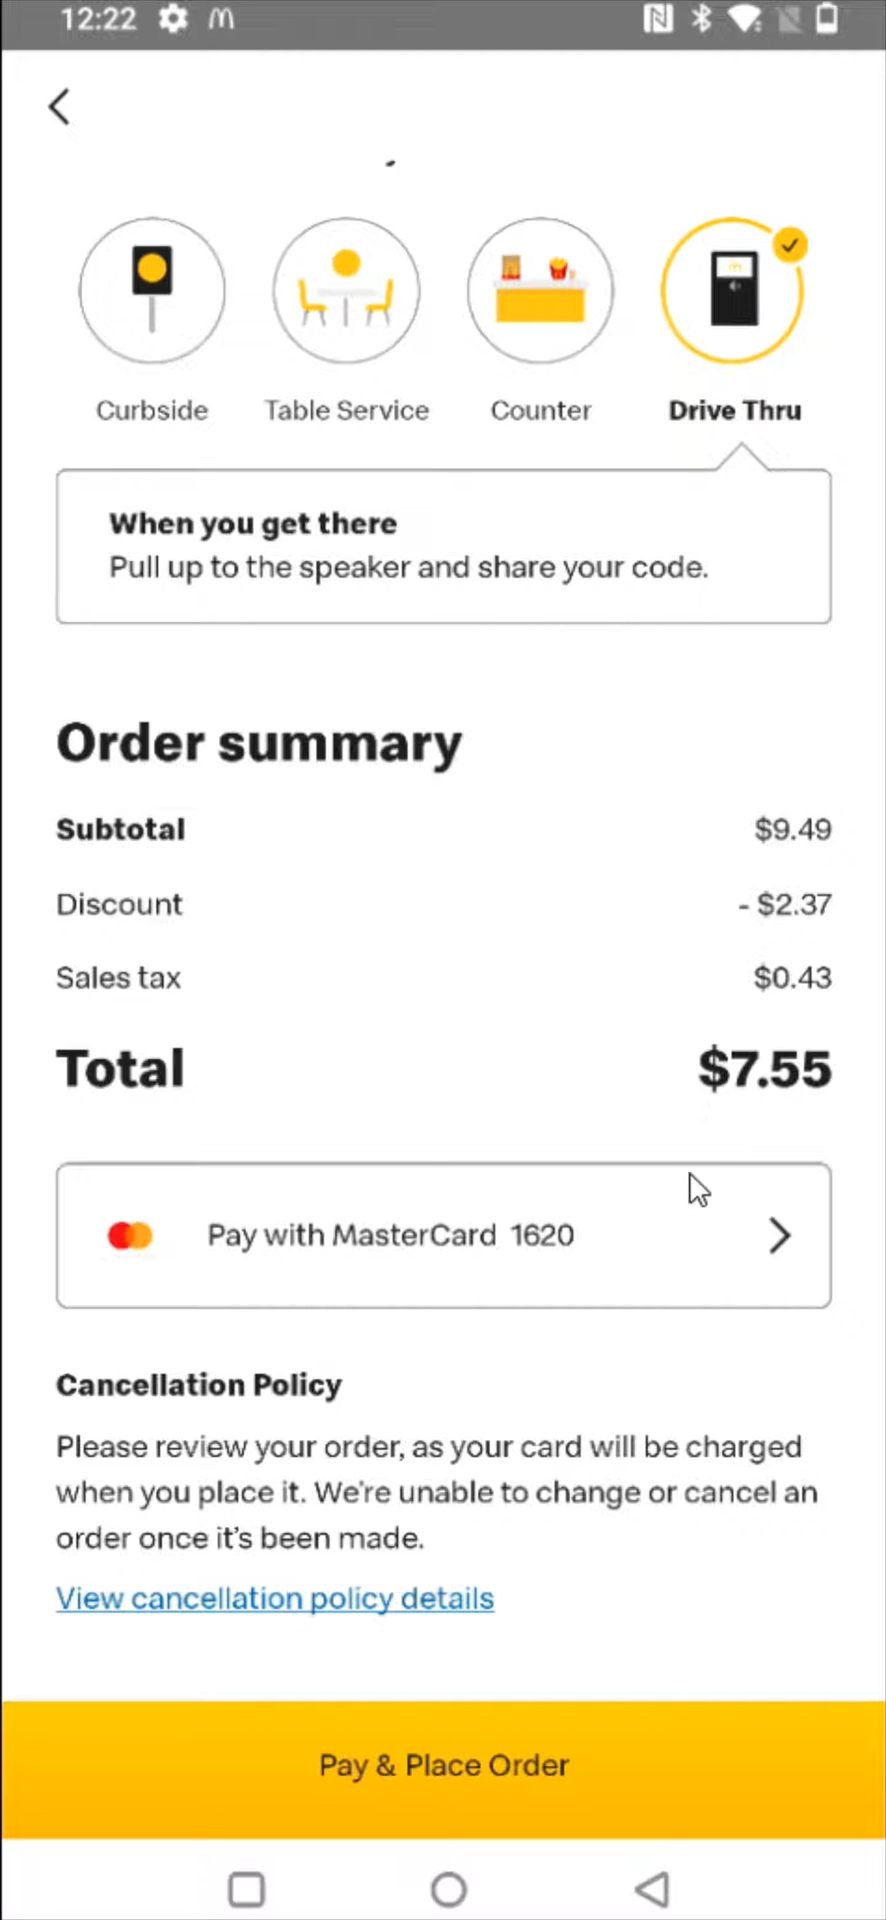 12:22
Curbside
Table Service
Counter
Drive Thru
When you get there
Pull up to the speaker and share your code.
Order summary
Subtotal $9.49
Discount - $2.37
Sales tax $0.43
Total $7.55
Pay with MasterCard 1620
Cancellation Policy
Please review your order, as your card will be charged
when you place it. We're unable to change or cancel an
order once it's been made.
View cancellation policy details
Pay & Place Order